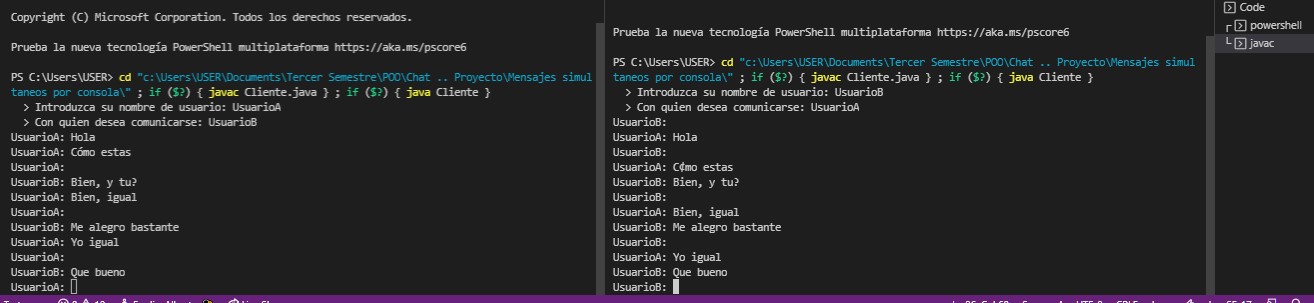 Copyright (C) Microsoft Corporation. Todos los derechos reservados.
Prueba la nueva tecnología PowerShell multiplataforma https://aka.ms/pscore6
PS C:\Users\USER> cd "c:\Users\USER\Documents\Tercer Semestre\POO\Chat .. Proyecto\Mensajes simul
taneos por consola\" ; if ($?) { javac Cliente.java } ; if ($?) { java Cliente }
> Introduzca su nombre de usuario: UsuarioA
> Con quien desea comunicarse: UsuarioB
UsuarioA: Hola
UsuarioA: Cómo estas
UsuarioA:
UsuarioB: Bien, y tu?
UsuarioA: Bien, igual
UsuarioA:
UsuarioB: Me alegro bastante
UsuarioA: Yo igual
UsuarioA:
UsuarioB: Que bueno
UsuarioA:
Prueba la nueva tecnología PowerShell multiplataforma https://aka.ms/pscore6
PS C:\Users\USER> cd "c:\Users\USER\Documents\Tercer Semestre\POO\Chat .. Proyecto\Mensajes simul
taneos por consola\" ; if ($?) { javac Cliente.java } ; if ($?) { java Cliente }
> Introduzca su nombre de usuario: UsuarioB
> Con quien desea comunicarse: UsuarioA
UsuarioB:
UsuarioA: Hola
UsuarioB:
UsuarioA: C¢mo estas
UsuarioB: Bien, y tu?
UsuarioB:
UsuarioA: Bien, igual
UsuarioB: Me alegro bastante
UsuarioB:
UsuarioA: Yo igual
UsuarioB: Que bueno
UsuarioB:
Code
powershell
javac